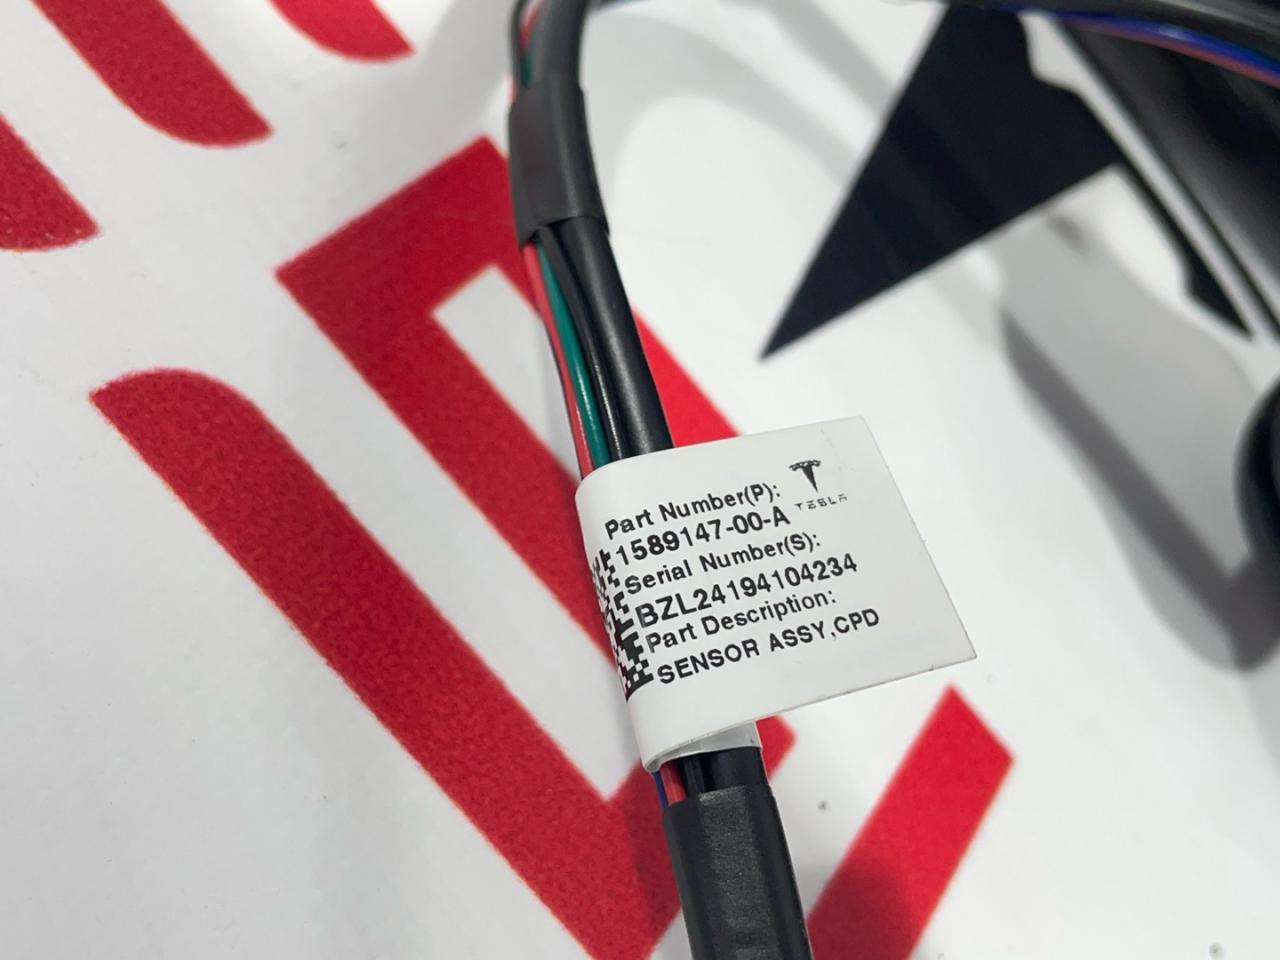 Part Number(P):
TESLA
1589147-00-A
Serial Number(S):
BZL24194104234
Part Description:
SENSOR ASSY,CPD